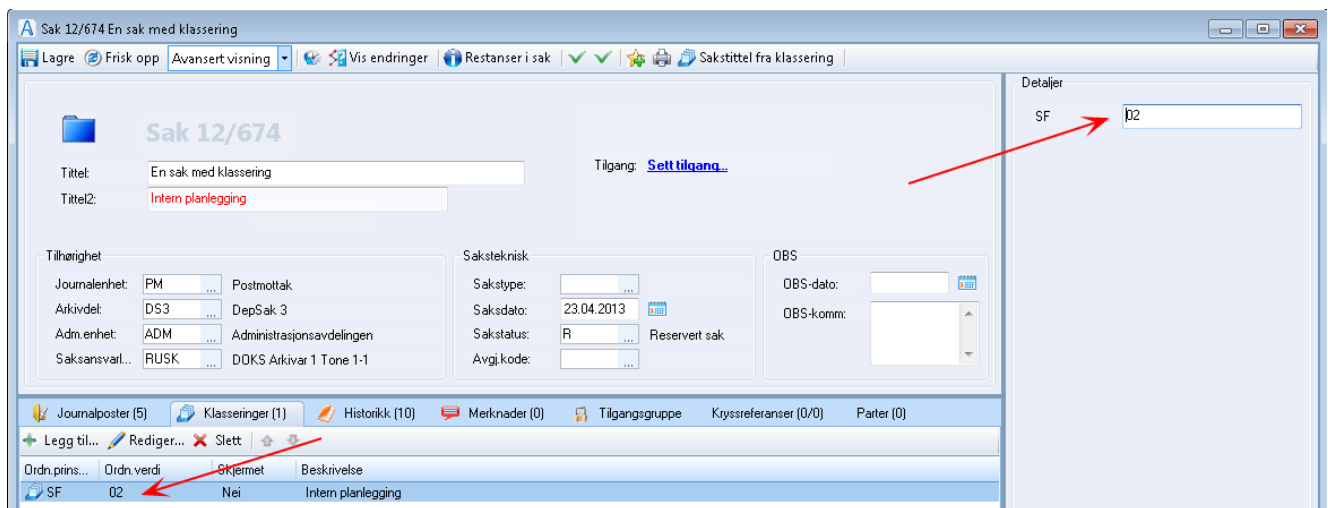 Sak 12/674 En sak med klassering
Lagre Frisk opp Avansert visning Vis endringer Restanser i sak Sakstittel fra klassering
Detaljer
SF 02
Sak 12/674
Tittel: En sak med klassering
Tilgang: Sett tilgang...
Tittel2: Intern planlegging
Tilhørighet
Journalenhet: PM ... Postmottak
Arkivdel: DS3 ... DepSak 3
Adm.enhet: ADM ... Administrasjonsavdelingen
Saksansvarl... RUSK ... DOKS Arkivar 1 Tone 1-1
Saksteknisk
Sakstype: ...
Saksdato: 23.04.2013
Sakstatus: R ... Reservert sak
Avgj.kode: ...
OBS
OBS-dato:
OBS-komm:
Journalposter (5) Klasseringer (1) Historikk (10) Merknader (0) Tilgangsgruppe Kryssreferanser (0/0) Parter (0)
Legg til... Rediger... Slett
Ordn.prins... Ordn.verdi Skjermet Beskrivelse
SF 02 Nei Intern planlegging